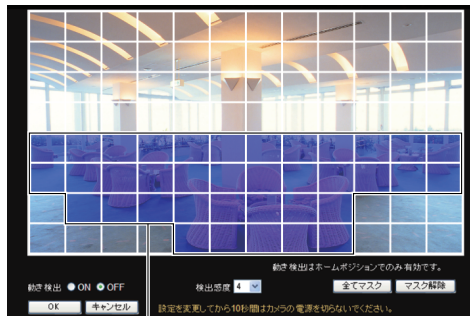 動き検出はホームポジションでのみ有効です。
動き検出 ON OFF 検出感度 4 全てマスク マスク解除
OK キャンセル 設定を変更してから10秒間はカメラの電源を切らないでください。